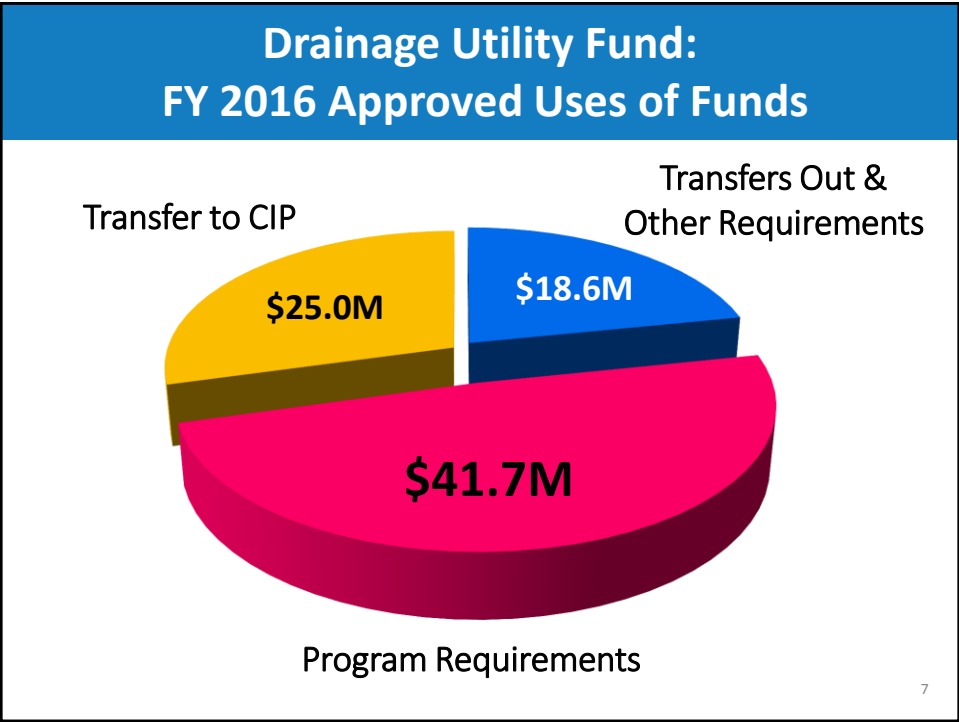 Drainage Utility Fund:
FY 2016 Approved Uses of Funds
Transfers Out &
Other Requirements
Transfer to CIP
$18.6M
$25.0M
$41.7M
Program Requirements
7